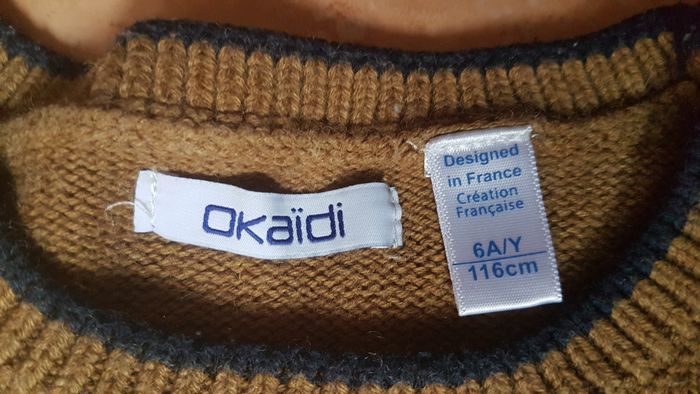 Okaïdi
Designed
in France
Création
Française
6A/Y
116cm